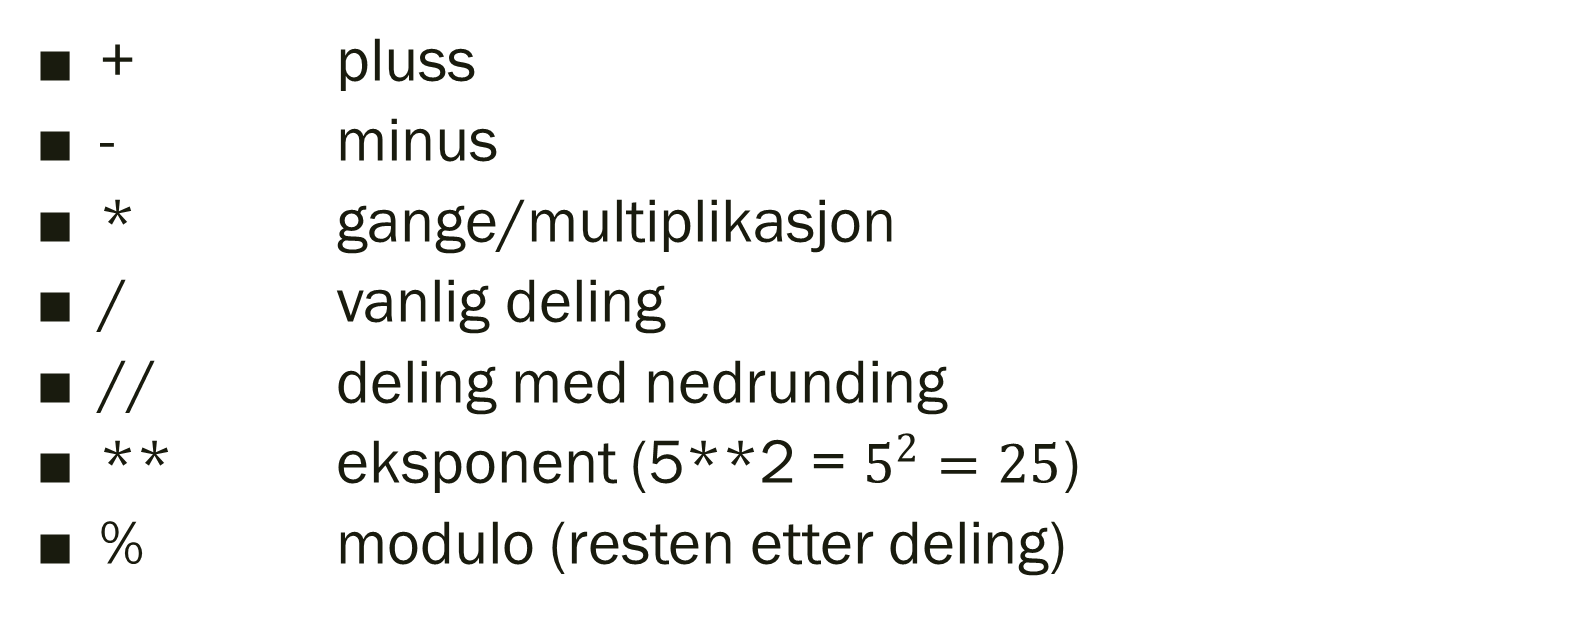 ■ + pluss
■ - minus
■ * gange/multiplikasjon
■ / vanlig deling
■ // deling med nedrunding
■ ** eksponent (5**2 = 5² = 25)
■ % modulo (resten etter deling)